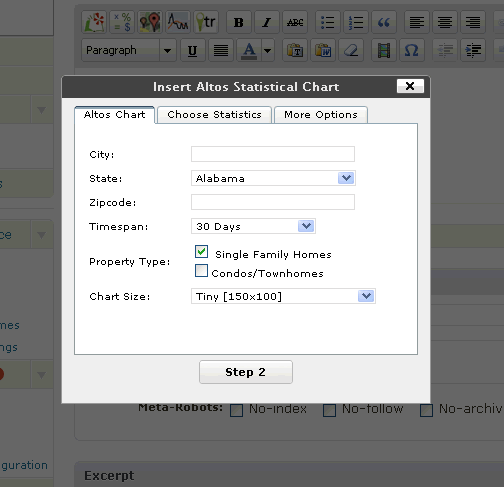 tr
B I ABC
Paragraph U A
Insert Altos Statistical Chart
Altos Chart Choose Statistics More Options
City:
State: Alabama
Zipcode:
Timespan: 30 Days
Property Type: Single Family Homes
Condos/Townhomes
Chart Size: Tiny [150x100]
Step 2
Meta-Robots: No-index No-follow No-archiv
Excerpt
guration